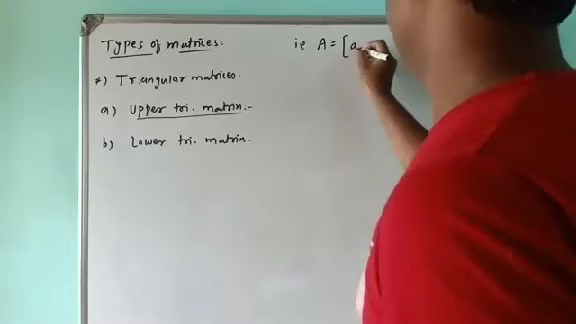 Types of matrices:
*) Triangular matrices.
a) Upper tri. matrix:-
b) Lower tri. matrix.
ie A = [a